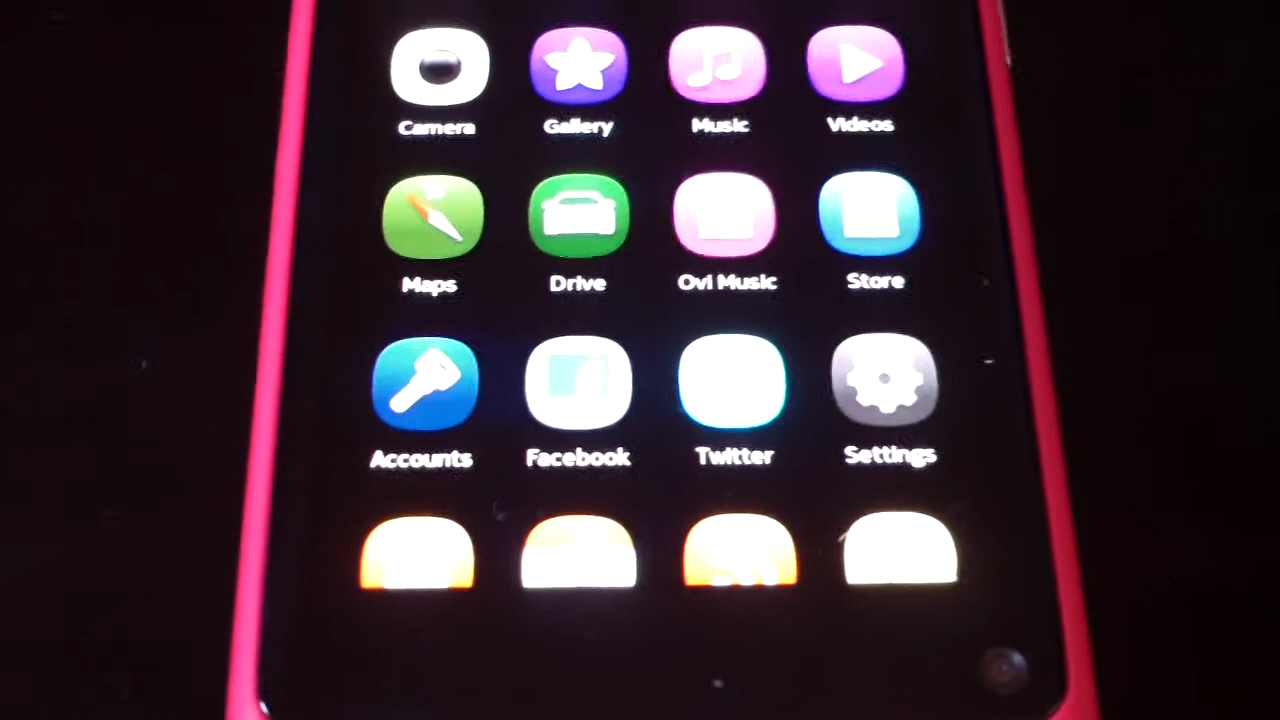 Camera Gallery Music Videos
Maps Drive Ovi Music Store
Accounts Facebook Twitter Settings